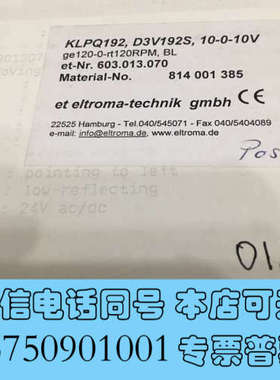 KLPQ192, D3V192S, 10-0-10V
ge120-0-rt120RPM, BL
et-Nr. 603.013.070
Material-No. 814 001 385
et eltroma-technik gmbh
22525 Hamburg - Tel.040/545071 - Fax 040/5404089
e-mail: info@eltroma.de, www.eltroma.com
Pos
: pointing to left
: low-reflecting
: 24V ac/dc
01
信电话同号 本店可
3750901001 专票普票